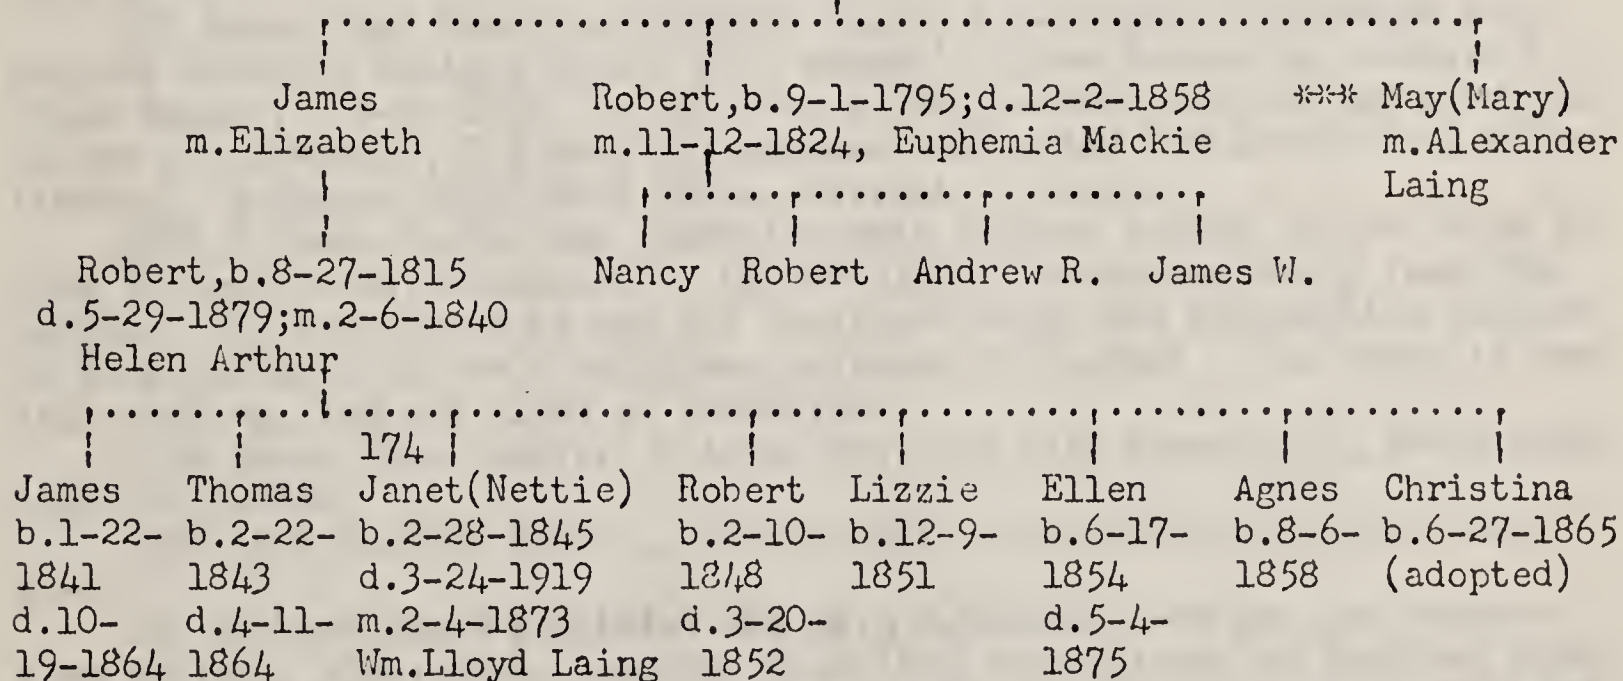 James Robert,b.9-1-1795;d.12-2-1858 *** May(Mary)
m.Elizabeth m.11-12-1824, Euphemia Mackie m.Alexander
Laing
Robert,b.8-27-1815 Nancy Robert Andrew R. James W.
d.5-29-1879;m.2-6-1840
Helen Arthur
174
James Thomas Janet(Nettie) Robert Lizzie Ellen Agnes Christina
b.1-22- b.2-22- b.2-28-1845 b.2-10- b.12-9- b.6-17- b.8-6- b.6-27-1865
1841 1843 d.3-24-1919 1848 1851 1854 1858 (adopted)
d.10- d.4-11- m.2-4-1873 d.3-20- d.5-4-
19-1864 1864 Wm.Lloyd Laing 1852 1875